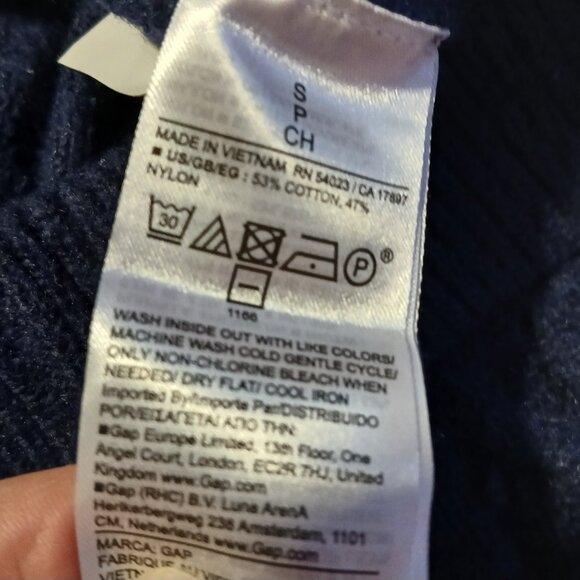 S
P
CH
MADE IN VIETNAM RN 54023 / CA 17897
■ US/GB/EG : 53% COTTON, 47%
NYLON
30
P ®
1166
WASH INSIDE OUT WITH LIKE COLORS/
MACHINE WASH COLD GENTLE CYCLE/
ONLY NON-CHLORINE BLEACH WHEN
NEEDED/ DRY FLAT/ COOL IRON
Imported By/Importe Par/DISTRIBUIDO
POR/ΕΙΣΑΓΕΤΑΙ ΑΠΟ ΤΗΝ:
■Gap Europe Limited, 13th Floor, One
Angel Court, London, EC2R 7HJ, United
Kingdom www.Gap.com
■Gap (RHC) B.V. Luna ArenA
Herikerbergweg 238 Amsterdam, 1101
CM, Netherlands www.Gap.com
MARCA: GAP
FABRIQUE AU